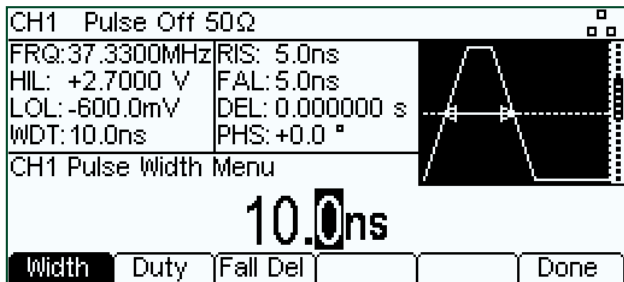 CH1 Pulse Off 50Ω
FRQ:37.3300MHz RIS: 5.0ns
HIL: +2.7000 V FAL:5.0ns
LOL:-600.0mV DEL: 0.000000 s
WDT:10.0ns PHS:+0.0 °
CH1 Pulse Width Menu
10.0ns
Width Duty Fall Del Done